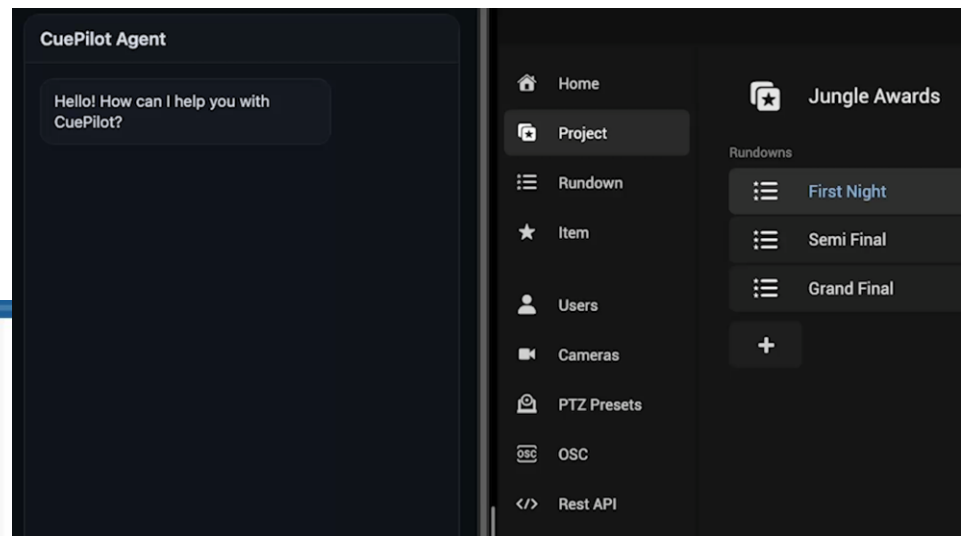 CuePilot Agent
Hello! How can I help you with
CuePilot?
Home
Project
Rundown
Item
Users
Cameras
PTZ Presets
OSC
OSC
</> Rest API
Jungle Awards
Rundowns
First Night
Semi Final
Grand Final
+